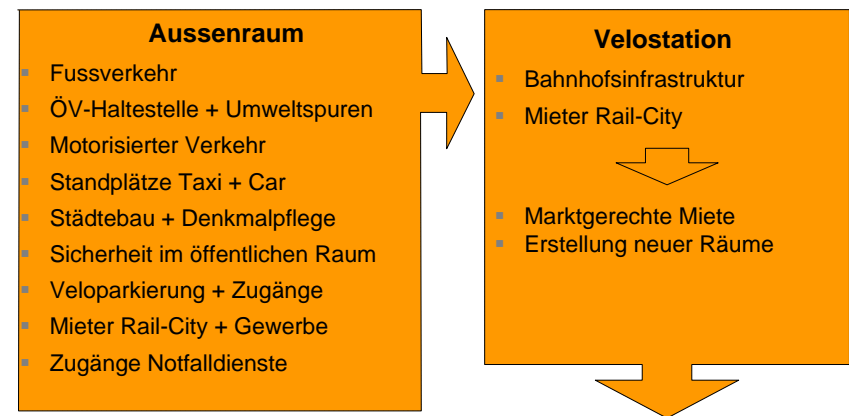 Aussenraum
Fussverkehr
ÖV-Haltestelle + Umweltspuren
Motorisierter Verkehr
Standplätze Taxi + Car
Städtebau + Denkmalpflege
Sicherheit im öffentlichen Raum
Veloparkierung + Zugänge
Mieter Rail-City + Gewerbe
Zugänge Notfalldienste
Velostation
Bahnhofsinfrastruktur
Mieter Rail-City
Marktgerechte Miete
Erstellung neuer Räume